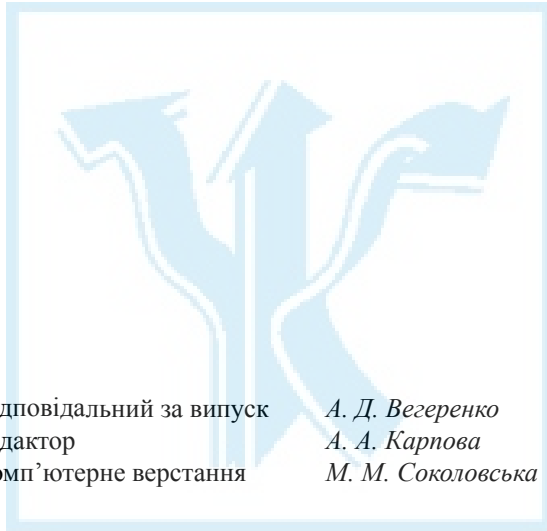 дповідальний за випуск А. Д. Вегеренко
дактор А. А. Карпова
омп’ютерне верстання М. М. Соколовська